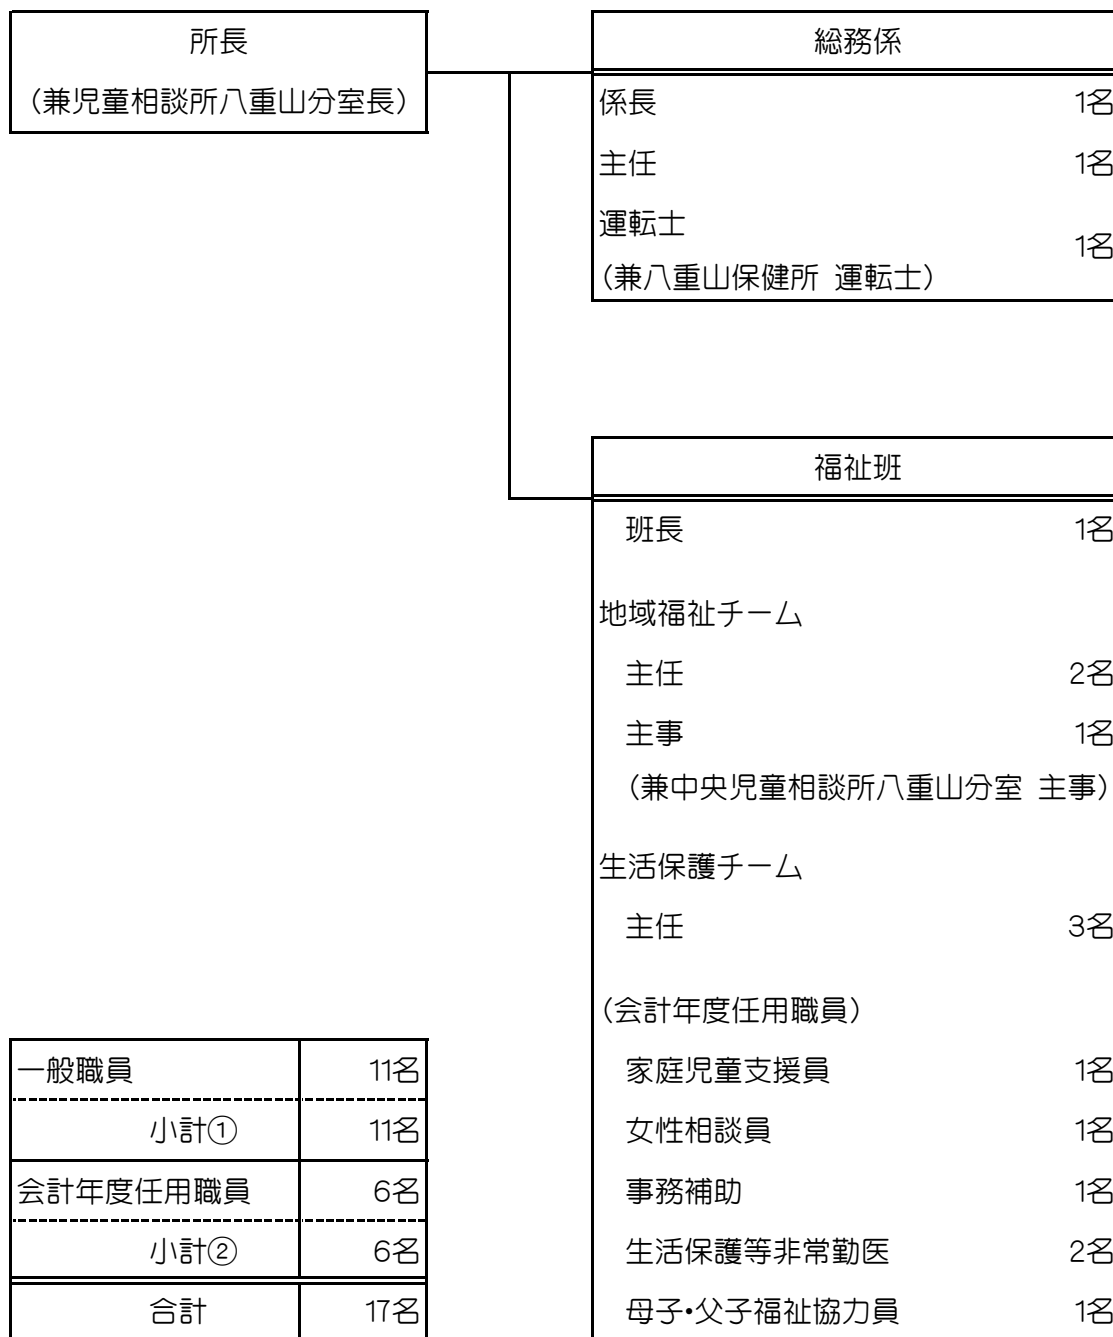 所長
（兼児童相談所八重山分室長）
総務係
係長 1名
主任 1名
運転士
（兼八重山保健所 運転士） 1名
福祉班
班長 1名
地域福祉チーム
主任 2名
主事 1名
（兼中央児童相談所八重山分室 主事）
生活保護チーム
主任 3名
（会計年度任用職員）
家庭児童支援員 1名
女性相談員 1名
事務補助 1名
生活保護等非常勤医 2名
母子・父子福祉協力員 1名
一般職員 11名
小計① 11名
会計年度任用職員 6名
小計② 6名
合計 17名